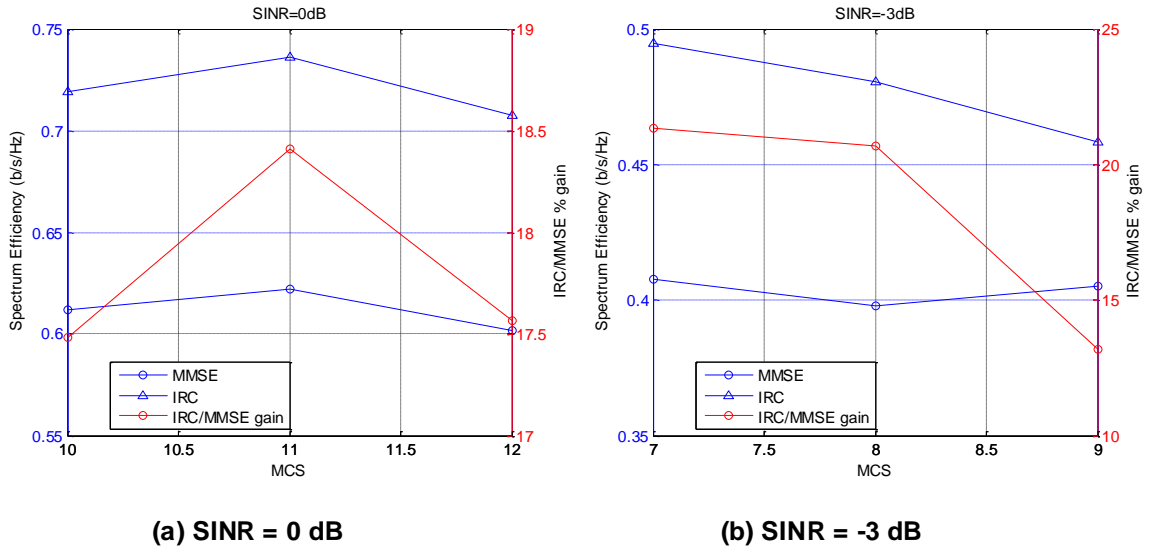 SINR=0dB
0.75
0.7
0.65
0.6
0.55
Spectrum Efficiency (b/s/Hz)
19
18.5
18
17.5
17
IRC/MMSE % gain
MMSE
IRC
IRC/MMSE gain
10 10.5 11 11.5 12
MCS
(a) SINR = 0 dB
SINR=-3dB
0.5
0.45
0.4
0.35
Spectrum Efficiency (b/s/Hz)
25
20
15
10
IRC/MMSE % gain
MMSE
IRC
IRC/MMSE gain
7 7.5 8 8.5 9
MCS
(b) SINR = -3 dB